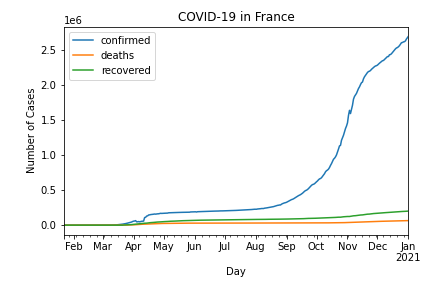 COVID-19 in France
1e6
confirmed
deaths
recovered
2.5
2.0
1.5
1.0
0.5
0.0
Number of Cases
Feb Mar Apr May Jun Jul Aug Sep Oct Nov Dec Jan
2021
Day